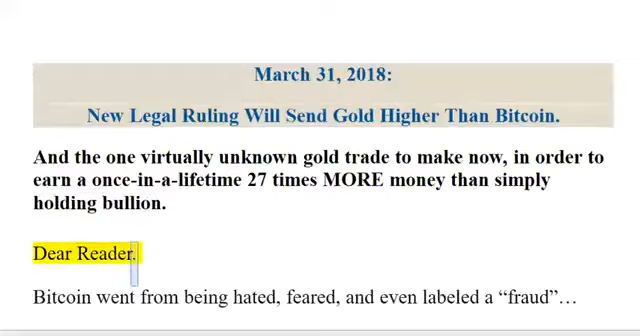 March 31, 2018:
New Legal Ruling Will Send Gold Higher Than Bitcoin.
And the one virtually unknown gold trade to make now, in order to
earn a once-in-a-lifetime 27 times MORE money than simply
holding bullion.
Dear Reader.
Bitcoin went from being hated, feared, and even labeled a “fraud”…